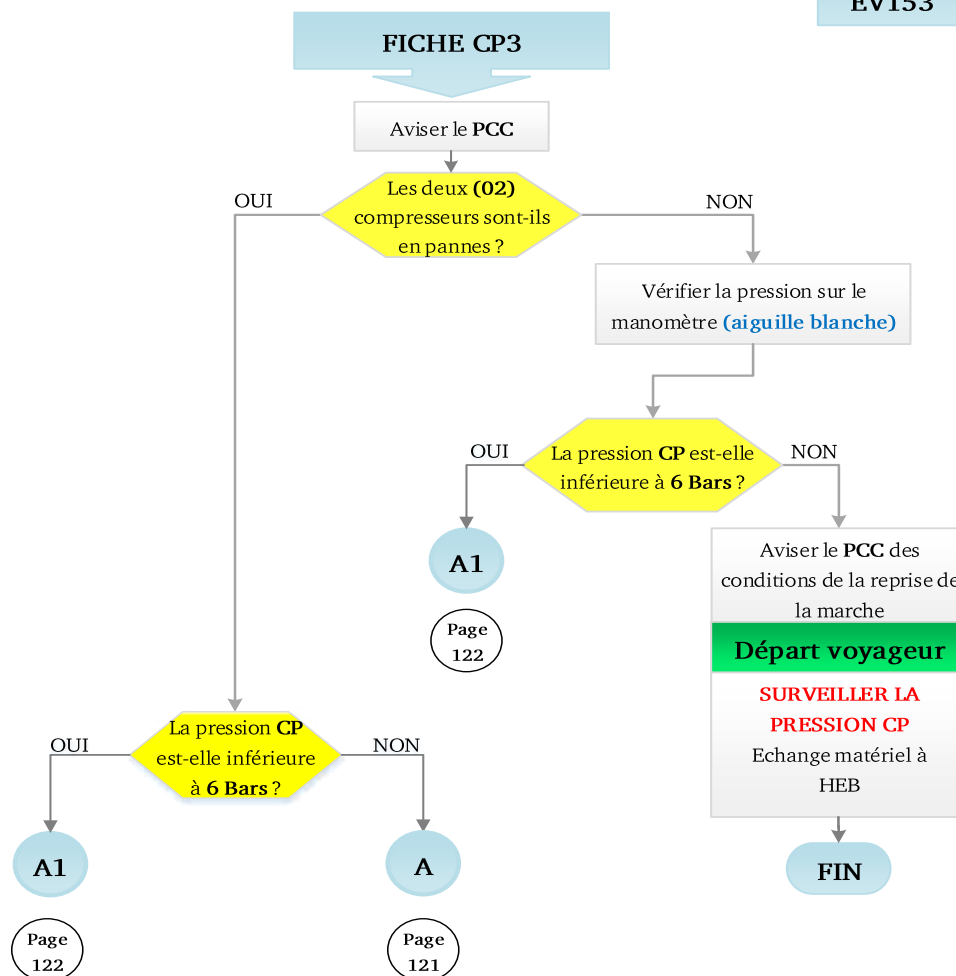 EV153
FICHE CP3
Aviser le PCC
Les deux (02)
compresseurs sont-ils
en pannes ?
OUI
NON
Vérifier la pression sur le
manomètre (aiguille blanche)
La pression CP est-elle
inférieure à 6 Bars ?
OUI
NON
A1
Page
122
Aviser le PCC des
conditions de la reprise de
la marche
Départ voyageur
SURVEILLER LA
PRESSION CP
Echange matériel à
HEB
FIN
La pression CP
est-elle inférieure
à 6 Bars ?
OUI
NON
A1
A
Page
122
Page
121